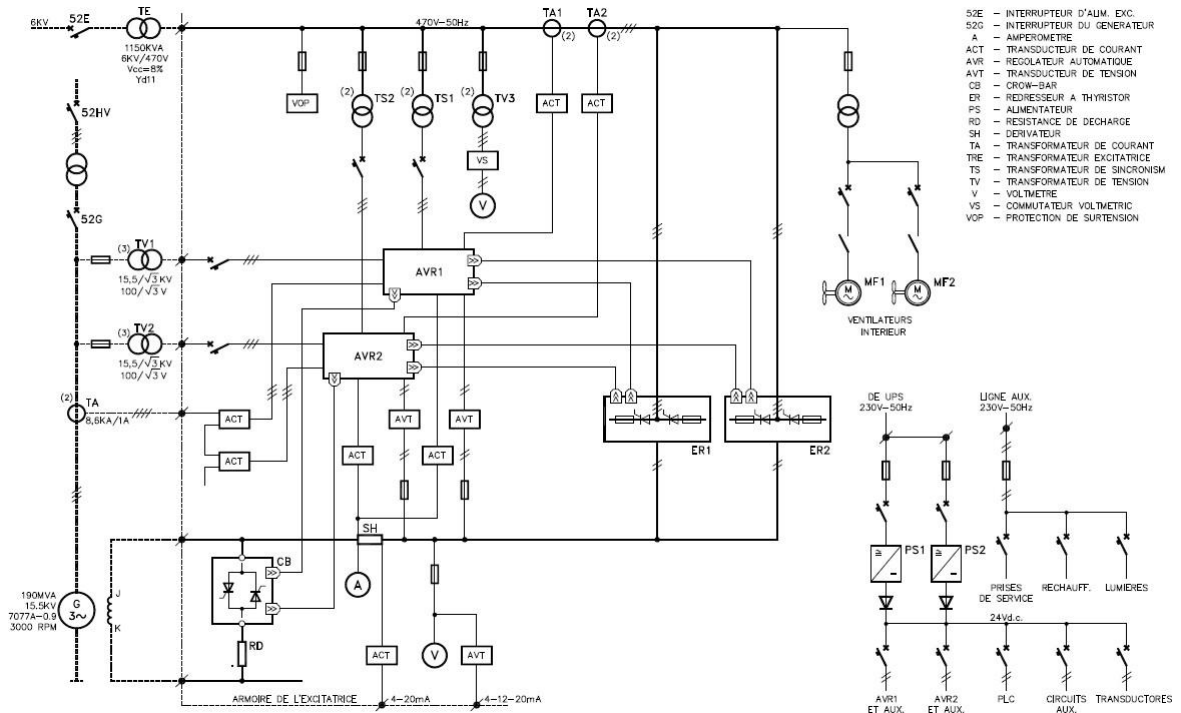 6KV
52E
TE
1150KVA
6KV/470V
Vcc=8%
Yd11
470V-50Hz
TA1
(2)
TA2
(2)
52E – INTERRUPTEUR D'ALIM. EXC.
52G – INTERRUPTEUR DU GENERATEUR
A – AMPEROMETRE
ACT – TRANSDUCTEUR DE COURANT
AVR – REGOLATEUR AUTOMATIQUE
AVT – TRANSDUCTEUR DE TENSION
CB – CROW-BAR
ER – REDRESSEUR A THYRISTOR
PS – ALIMENTATEUR
RD – RESISTANCE DE DECHARGE
SH – DERIVATEUR
TA – TRANSFORMATEUR DE COURANT
TRE – TRANSFORMATEUR EXCITATRICE
TS – TRANSFORMATEUR DE SINCRONISM
TV – TRANSFORMATEUR DE TENSION
V – VOLTMETRE
VS – COMMUTATEUR VOLTMETRIC
VOP – PROTECTION DE SURTENSION
52HV
VOP
(2)
TS2
(2)
TS1
(2)
TV3
ACT
ACT
VS
V
52G
(3)
TV1
15,5/√3 KV
100/√3 V
AVR1
>>
>>
>>
M
~
MF1
M
~
MF2
VENTILATEURS
INTERIEUR
(3)
TV2
15,5/√3 KV
100/√3 V
AVR2
>>
>>
>>
(2)
TA
8,6KA/1A
ACT
ACT
AVT
AVT
ACT
ACT
>>
>>
>>
>>
ER1
ER2
DE UPS
230V-50Hz
LIGNE AUX.
230V-50Hz
SH
CB
>>
>>
A
PS1
PS2
PRISES
DE SERVICE
RECHAUFF.
LUMIERES
190MVA
15.5KV
7077A-0.9
3000 RPM
G
3~
J
K
RD
ACT
V
AVT
24Vd.c.
ARMOIRE DE L'EXCITATRICE
4-20mA
4-12-20mA
AVR1
ET AUX.
AVR2
ET AUX.
PLC
CIRCUITS
AUX.
TRANSDUCTORES